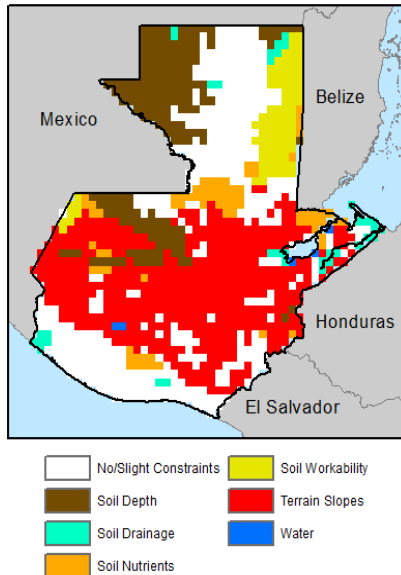 Mexico
Belize
Honduras
El Salvador
No/Slight Constraints
Soil Workability
Soil Depth
Terrain Slopes
Soil Drainage
Water
Soil Nutrients